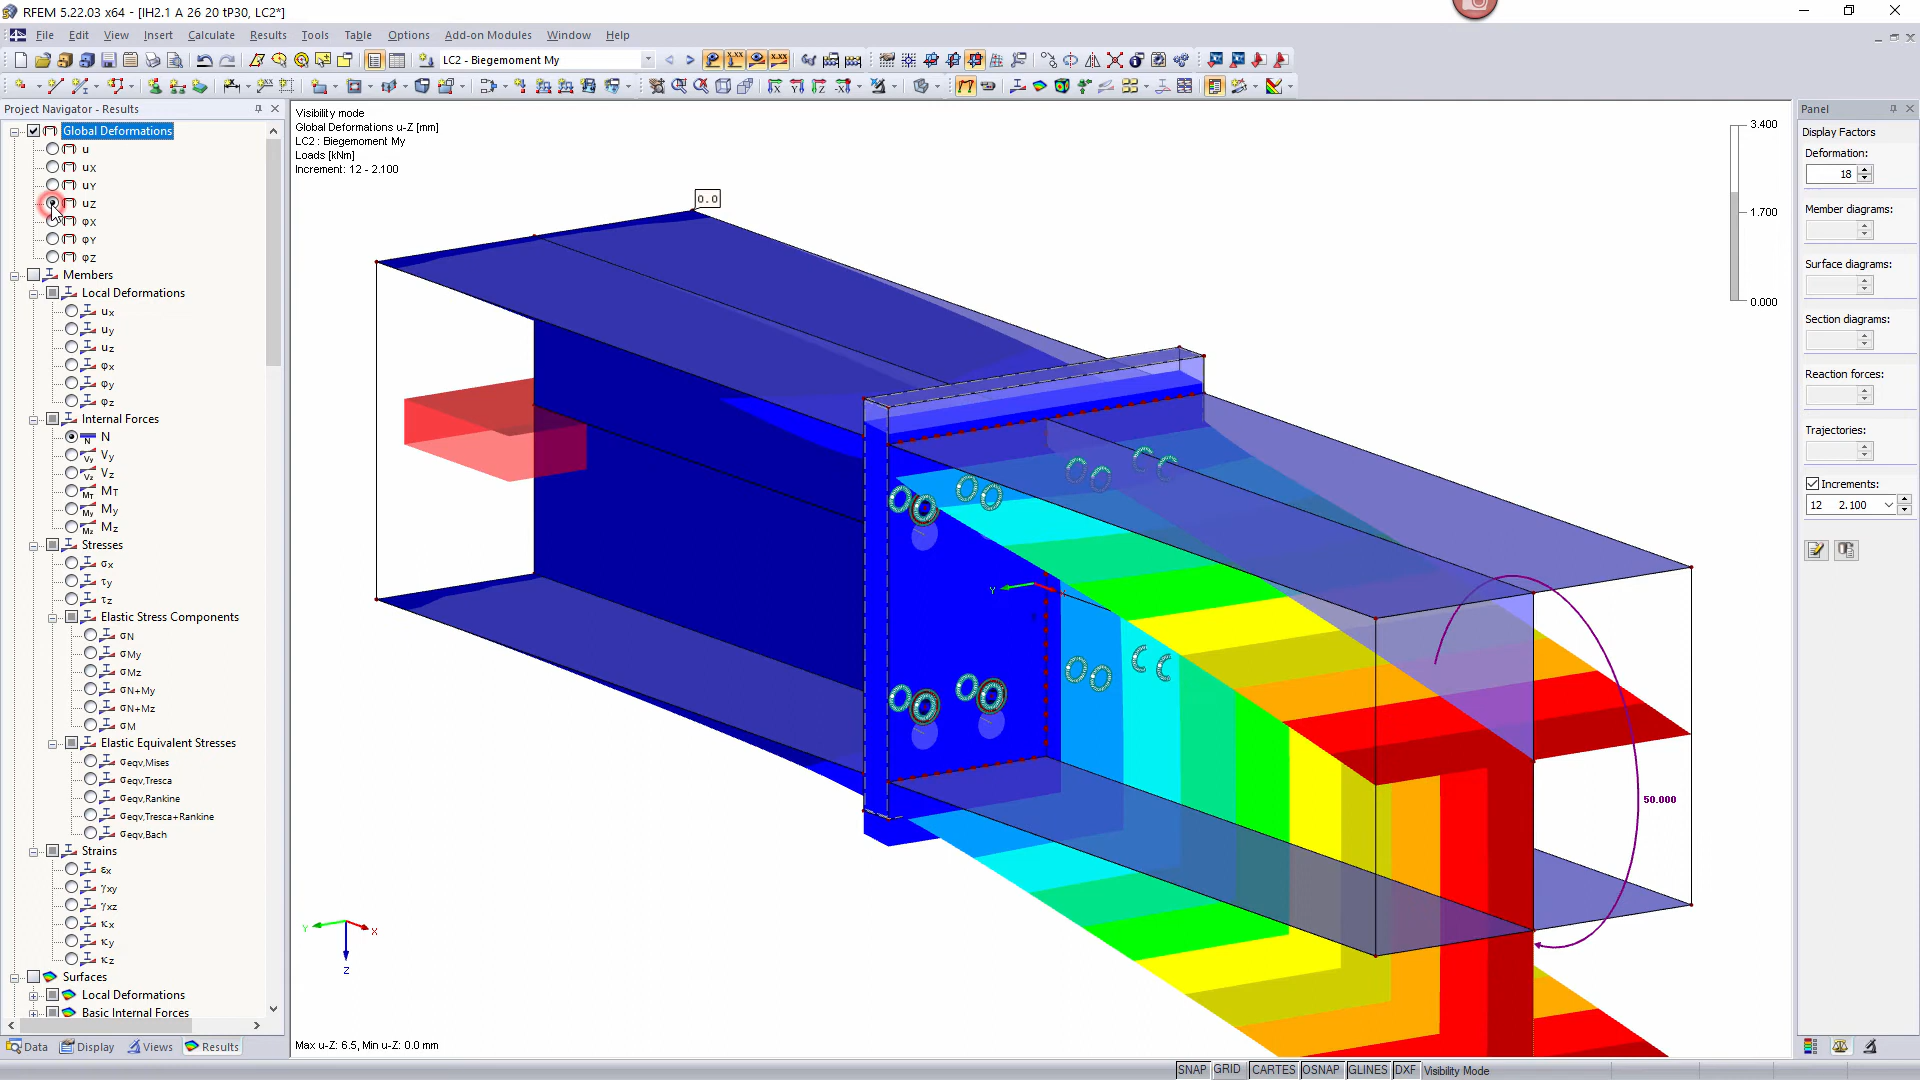 RFEM 5.22.03 x64 - [IH2.1 A 26 20 tP30, LC2*]
File Edit View Insert Calculate Results Tools Table Options Add-on Modules Window Help
LC2 - Biegemoment My
Project Navigator - Results
Global Deformations
u
uX
uY
uZ
φX
φY
φZ
Members
Local Deformations
ux
uy
uz
φx
φy
φz
Internal Forces
N
Vy
Vz
MT
My
Mz
Stresses
σx
τy
τz
Elastic Stress Components
σN
σMy
σMz
σN+My
σN+Mz
σM
Elastic Equivalent Stresses
σeqv,Mises
σeqv,Tresca
σeqv,Rankine
σeqv,Tresca+Rankine
σeqv,Bach
Strains
εx
γxy
γxz
κx
κy
κz
Surfaces
Local Deformations
Basic Internal Forces
Data Display Views Results
Visibility mode
Global Deformations u-Z [mm]
LC2 : Biegemoment My
Loads [kNm]
Increment: 12 - 2.100
0.0
3.400
1.700
0.000
Y
50.000
Y X
Z
Max u-Z: 6.5, Min u-Z: 0.0 mm
Panel
Display Factors
Deformation:
18
Member diagrams:
Surface diagrams:
Section diagrams:
Reaction forces:
Trajectories:
Increments:
12 2.100
SNAP GRID CARTES OSNAP GLINES DXF Visibility Mode